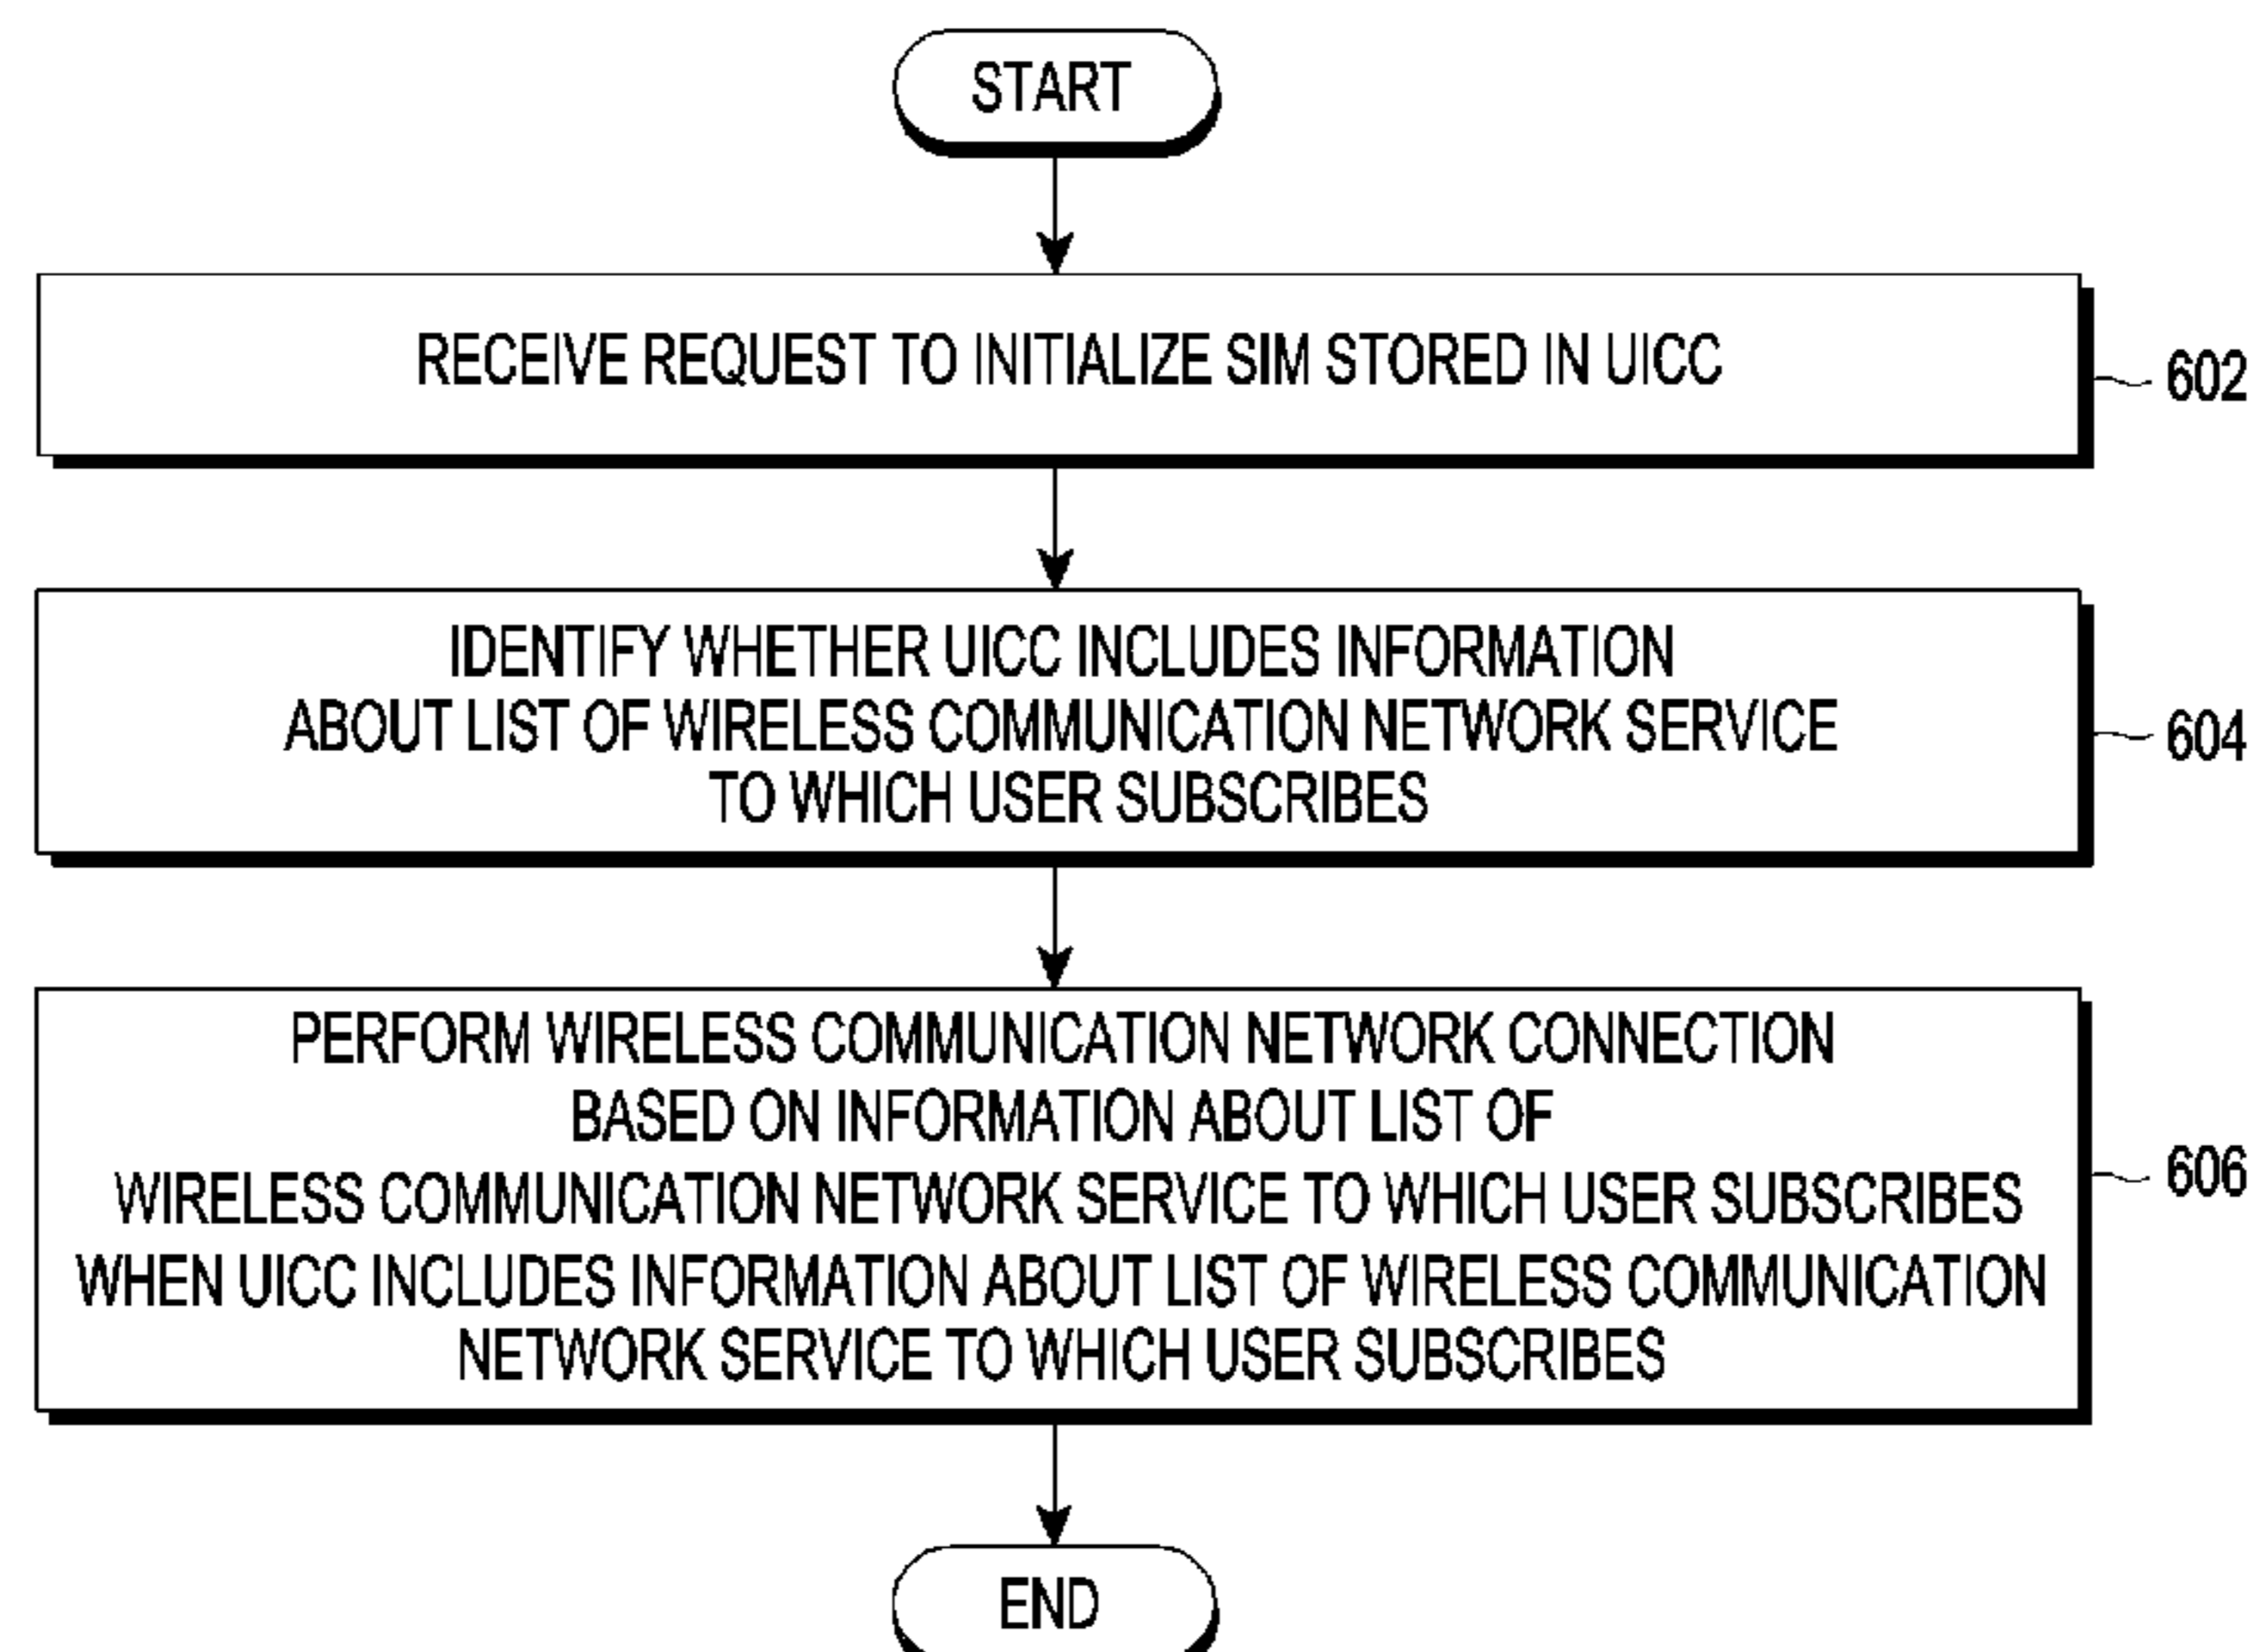 START
RECEIVE REQUEST TO INITIALIZE SIM STORED IN UICC
602
IDENTIFY WHETHER UICC INCLUDES INFORMATION
ABOUT LIST OF WIRELESS COMMUNICATION NETWORK SERVICE
TO WHICH USER SUBSCRIBES
604
PERFORM WIRELESS COMMUNICATION NETWORK CONNECTION
BASED ON INFORMATION ABOUT LIST OF
WIRELESS COMMUNICATION NETWORK SERVICE TO WHICH USER SUBSCRIBES
WHEN UICC INCLUDES INFORMATION ABOUT LIST OF WIRELESS COMMUNICATION
NETWORK SERVICE TO WHICH USER SUBSCRIBES
606
END